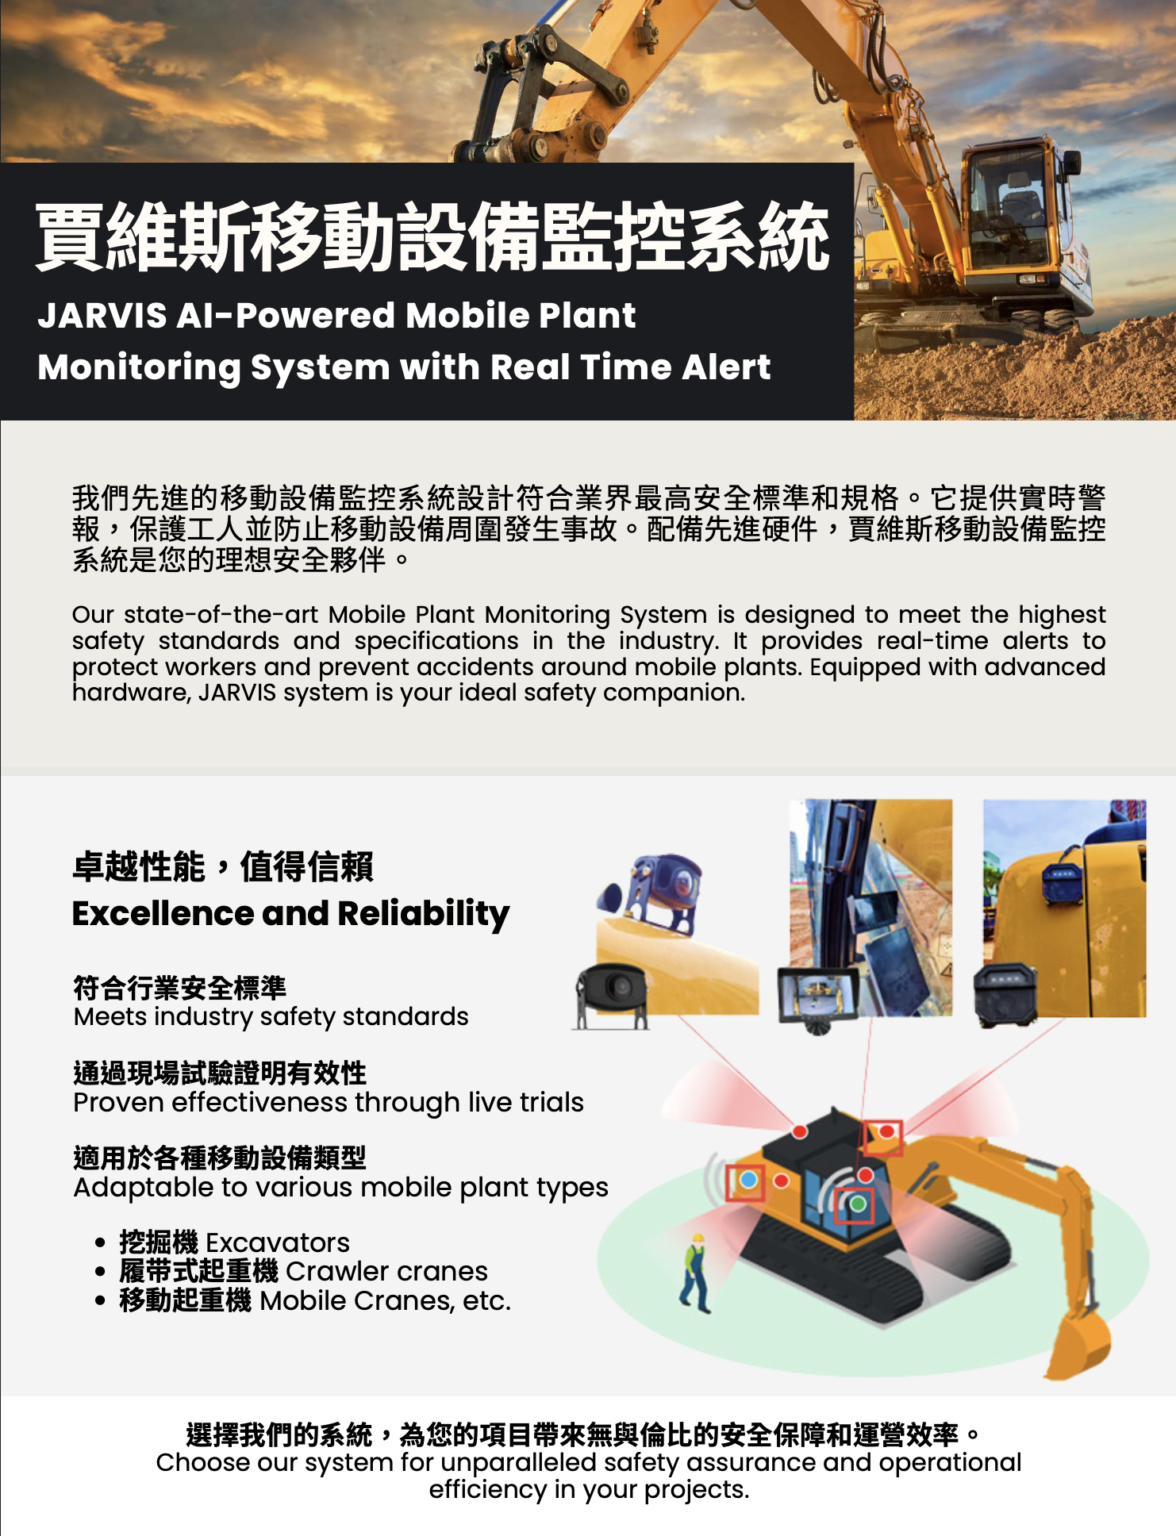 賈維斯移動設備監控系統
JARVIS AI-Powered Mobile Plant
Monitoring System with Real Time Alert
我們先進的移動設備監控系統設計符合業界最高安全標準和規格。它提供實時警
報，保護工人並防止移動設備周圍發生事故。配備先進硬件，賈維斯移動設備監控
系統是您的理想安全夥伴。
Our state-of-the-art Mobile Plant Monitoring System is designed to meet the highest
safety standards and specifications in the industry. It provides real-time alerts to
protect workers and prevent accidents around mobile plants. Equipped with advanced
hardware, JARVIS system is your ideal safety companion.
卓越性能，值得信賴
Excellence and Reliability
符合行業安全標準
Meets industry safety standards
通過現場試驗證明有效性
Proven effectiveness through live trials
適用於各種移動設備類型
Adaptable to various mobile plant types
• 挖掘機 Excavators
• 履帶式起重機 Crawler cranes
• 移動起重機 Mobile Cranes, etc.
選擇我們的系統，為您的項目帶來無與倫比的安全保障和運營效率。
Choose our system for unparalleled safety assurance and operational
efficiency in your projects.